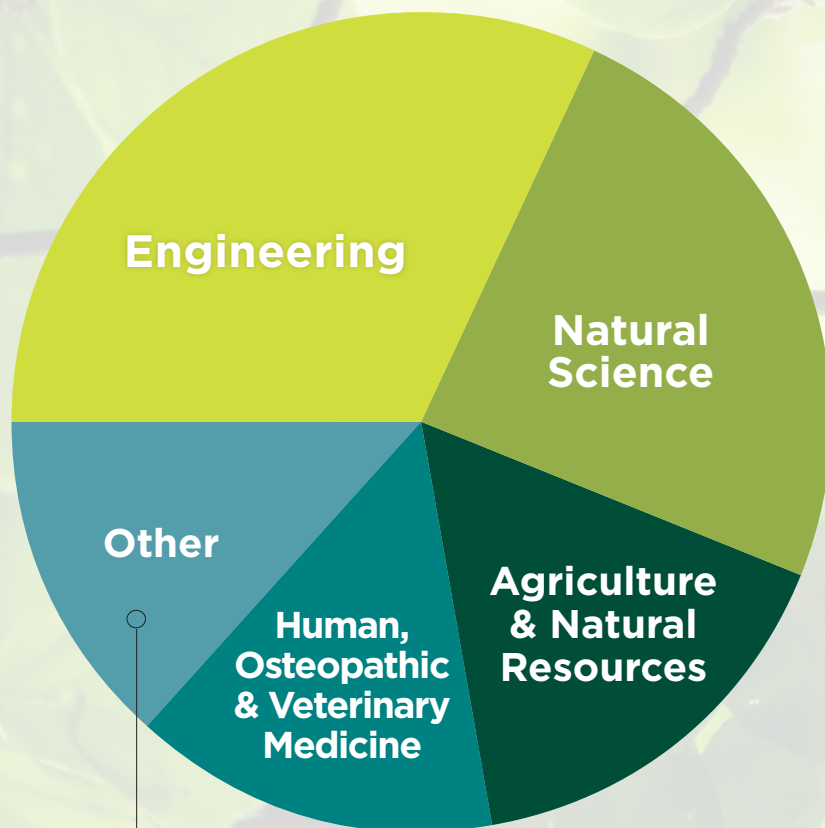 Engineering
Natural
Science
Other
Agriculture
& Natural
Resources
Human,
Osteopathic
& Veterinary
Medicine